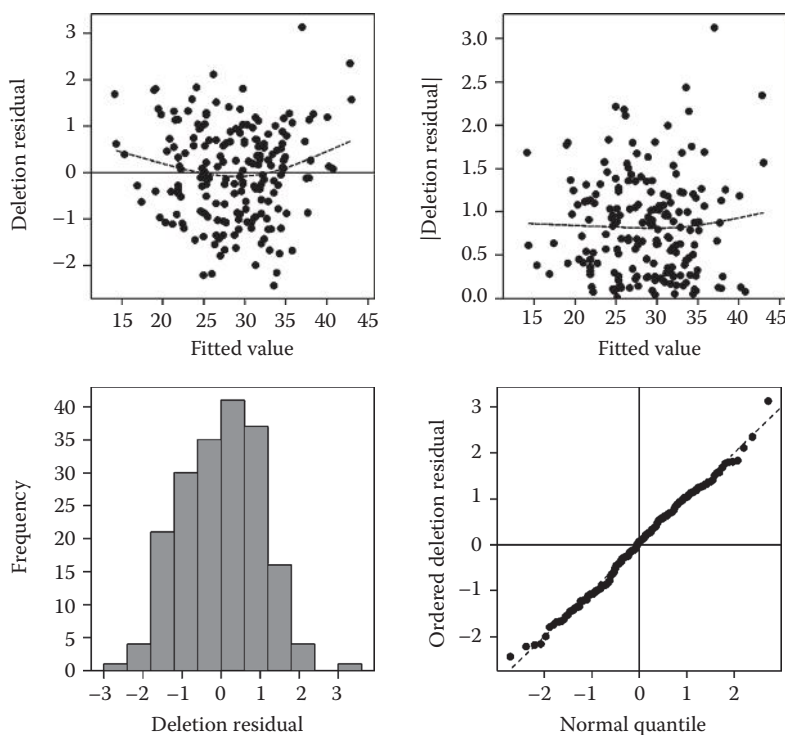 3
2
1
0
−1
−2
Deletion residual
15 20 25 30 35 40 45
Fitted value
3.0
2.5
2.0
1.5
1.0
0.5
0.0
|Deletion residual|
15 20 25 30 35 40 45
Fitted value
40
35
30
25
20
15
10
5
0
Frequency
−3 −2 −1 0 1 2 3
Deletion residual
3
2
1
0
−1
−2
Ordered deletion residual
−2 −1 0 1 2
Normal quantile